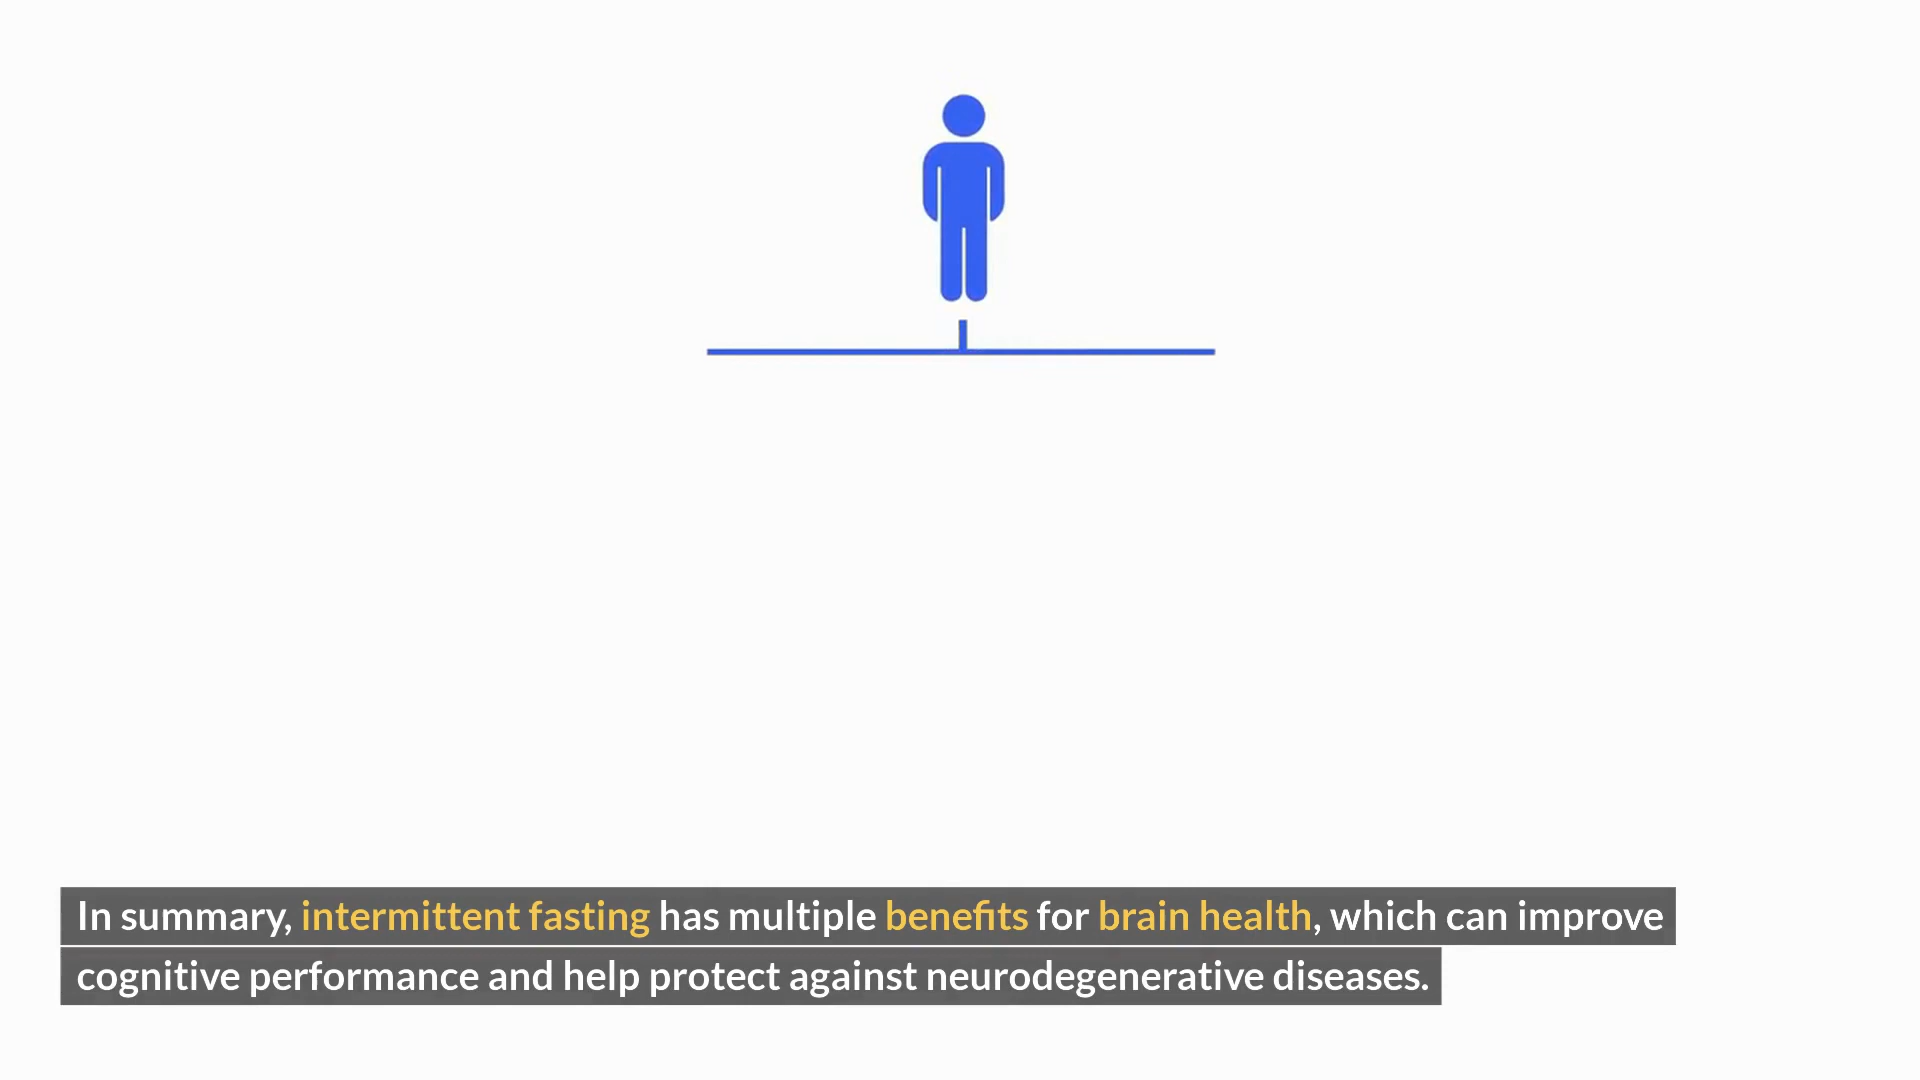 In summary, intermittent fasting has multiple benefits for brain health, which can improve
cognitive performance and help protect against neurodegenerative diseases.